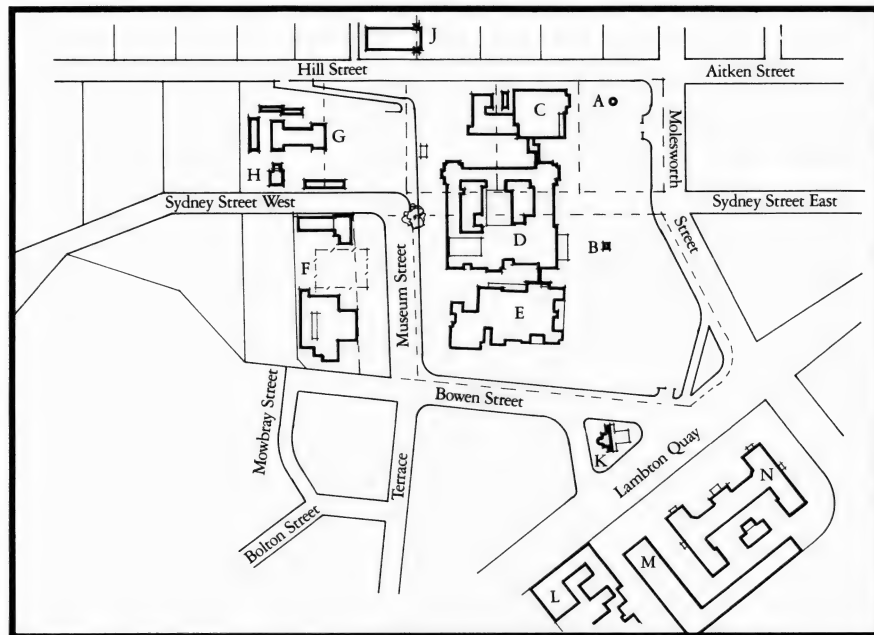 J
Hill Street
Aitken Street
A
C
Molesworth
G
H
Sydney Street West
Sydney Street East
D
B
Street
F
Museum Street
E
Bowen Street
Mowbray Street
K
Lambton Quay
Terrace
N
Bolton Street
M
L